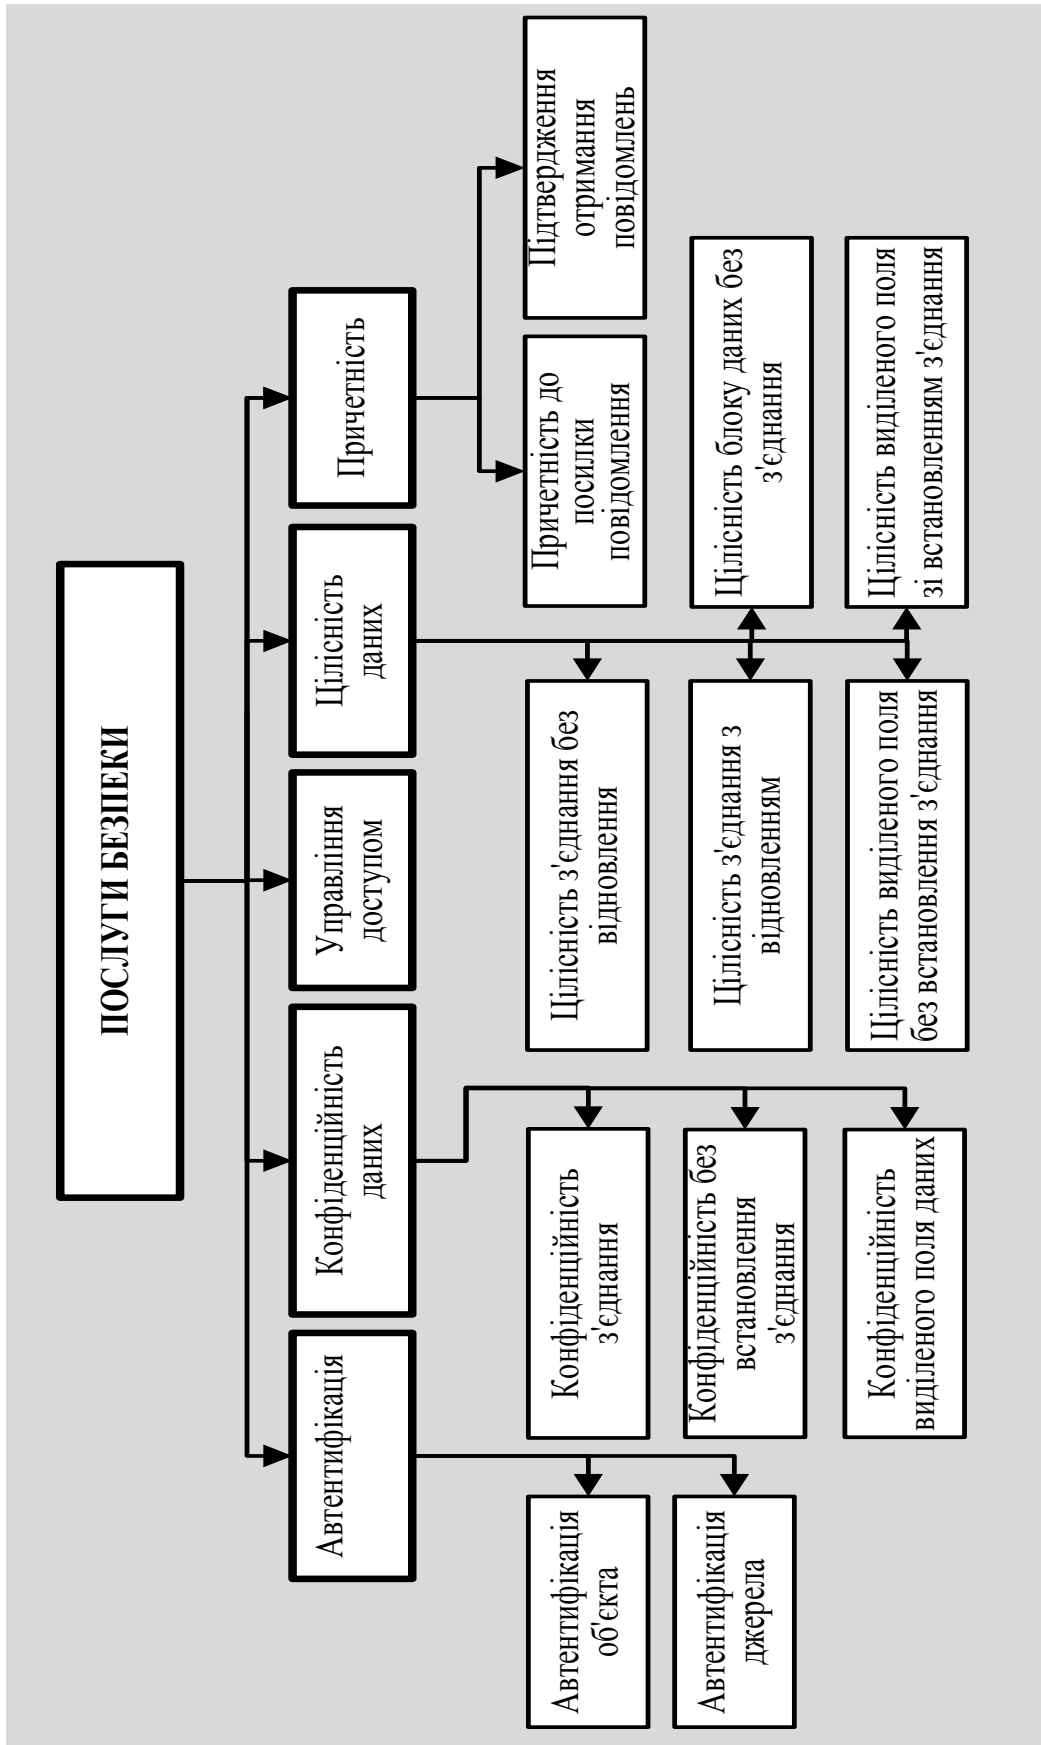 ПОСЛУГИ БЕЗПЕКИ
Автентифікація
Конфіденційність
даних
Управління
доступом
Цілісність
даних
Причетність
Автентифікація
об'єкта
Автентифікація
джерела
Конфіденційність
з'єднання
Конфіденційність без
встановлення
з'єднання
Конфіденційність
виділеного поля даних
Цілісність з'єднання без
відновлення
Цілісність з'єднання з
відновленням
Цілісність виділеного поля
без встановлення з'єднання
Цілісність блоку даних без
з'єднання
Цілісність виділеного поля
зі встановленням з'єднання
Причетність до
посилки
повідомлення
Підтвердження
отримання
повідомлень